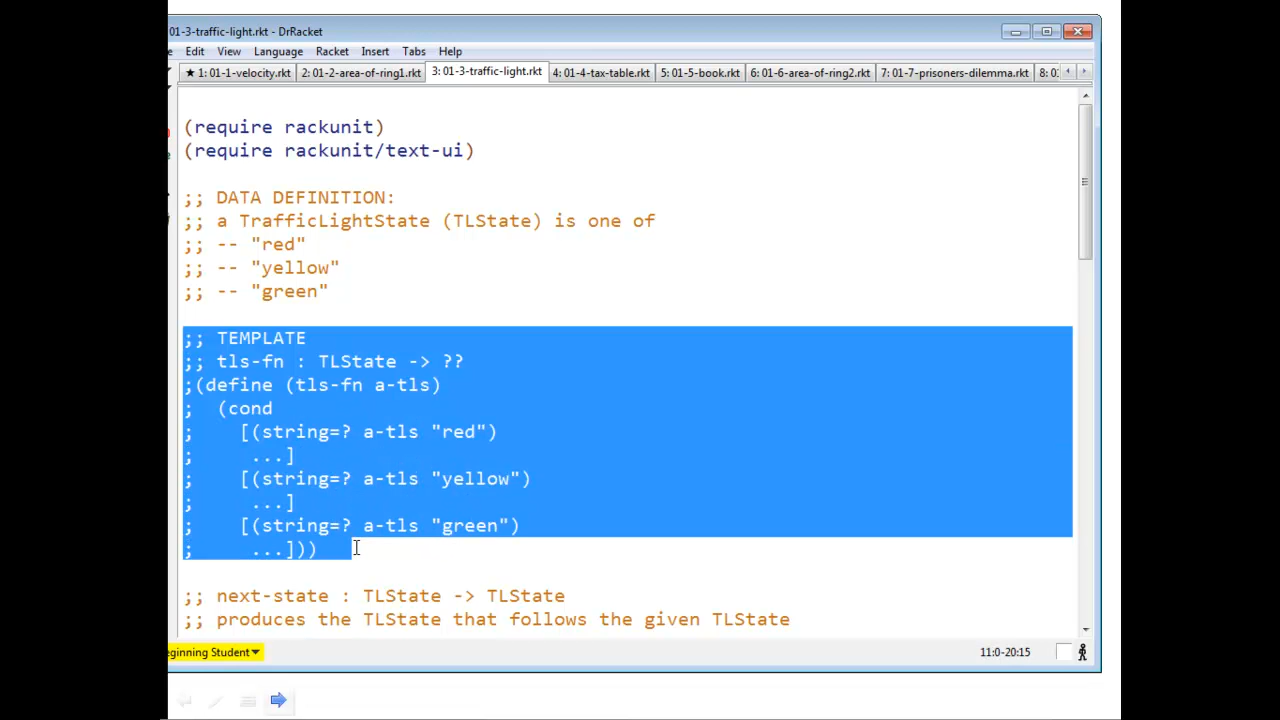 01-3-traffic-light.rkt - DrRacket
Edit View Language Racket Insert Tabs Help
★ 1: 01-1-velocity.rkt 2: 01-2-area-of-ring1.rkt 3: 01-3-traffic-light.rkt 4: 01-4-tax-table.rkt 5: 01-5-book.rkt 6: 01-6-area-of-ring2.rkt 7: 01-7-prisoners-dilemma.rkt 8:
(require rackunit)
(require rackunit/text-ui)
;; DATA DEFINITION:
;; a TrafficLightState (TLState) is one of
;; -- "red"
;; -- "yellow"
;; -- "green"
;; TEMPLATE
;; tls-fn : TLState -> ??
;(define (tls-fn a-tls)
;  (cond
;    [(string=? a-tls "red")
;     ...]
;    [(string=? a-tls "yellow")
;     ...]
;    [(string=? a-tls "green")
;     ...]))
;; next-state : TLState -> TLState
;; produces the TLState that follows the given TLState
eginning Student 11:0-20:15